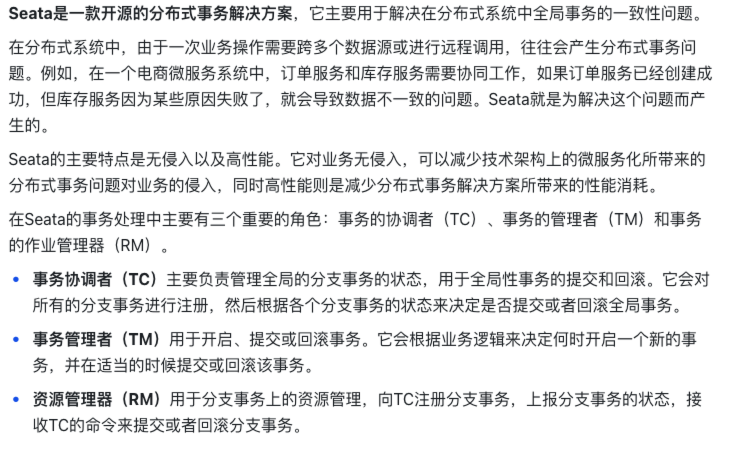 Seata是一款开源的分布式事务解决方案，它主要用于解决在分布式系统中全局事务的一致性问题。
在分布式系统中，由于一次业务操作需要跨多个数据源或进行远程调用，往往会产生分布式事务问
题。例如，在一个电商微服务系统中，订单服务和库存服务需要协同工作，如果订单服务已经创建成
功，但库存服务因为某些原因失败了，就会导致数据不一致的问题。Seata就是为解决这个问题而产
生的。
Seata的主要特点是无侵入以及高性能。它对业务无侵入，可以减少技术架构上的微服务化所带来的
分布式事务问题对业务的侵入，同时高性能则是减少分布式事务解决方案所带来的性能消耗。
在Seata的事务处理中主要有三个重要的角色：事务的协调者（TC）、事务的管理者（TM）和事务
的作业管理器（RM）。
• 事务协调者（TC）主要负责管理全局的分支事务的状态，用于全局性事务的提交和回滚。它会对
所有的分支事务进行注册，然后根据各个分支事务的状态来决定是否提交或者回滚全局事务。
• 事务管理者（TM）用于开启、提交或回滚事务。它会根据业务逻辑来决定何时开启一个新的事
务，并在适当的时候提交或回滚该事务。
• 资源管理器（RM）用于分支事务上的资源管理，向TC注册分支事务，上报分支事务的状态，接
收TC的命令来提交或者回滚分支事务。